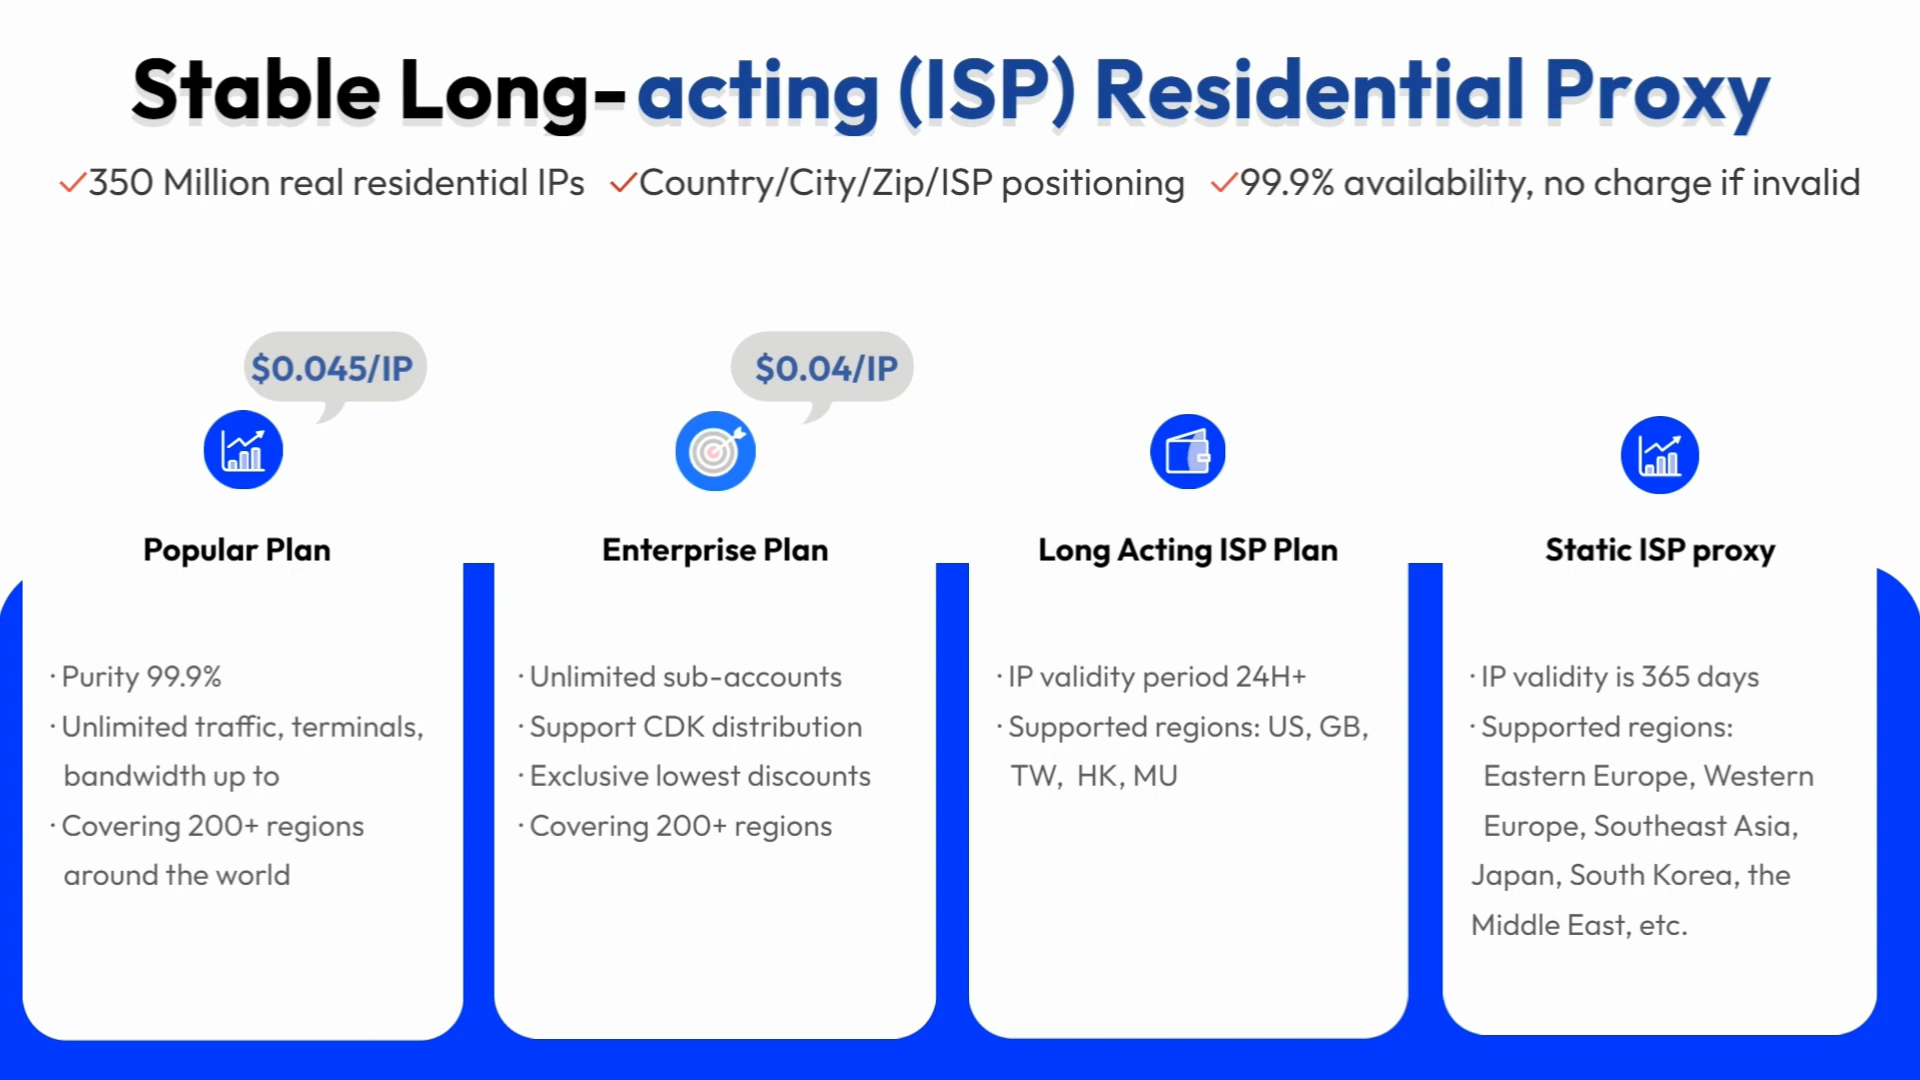 Stable Long-acting (ISP) Residential Proxy
✓350 Million real residential IPs ✓Country/City/Zip/ISP positioning ✓99.9% availability, no charge if invalid
$0.045/IP
Popular Plan
· Purity 99.9%
· Unlimited traffic, terminals,
bandwidth up to
· Covering 200+ regions
around the world
$0.04/IP
Enterprise Plan
· Unlimited sub-accounts
· Support CDK distribution
· Exclusive lowest discounts
· Covering 200+ regions
Long Acting ISP Plan
· IP validity period 24H+
· Supported regions: US, GB,
TW, HK, MU
Static ISP proxy
· IP validity is 365 days
· Supported regions:
Eastern Europe, Western
Europe, Southeast Asia,
Japan, South Korea, the
Middle East, etc.